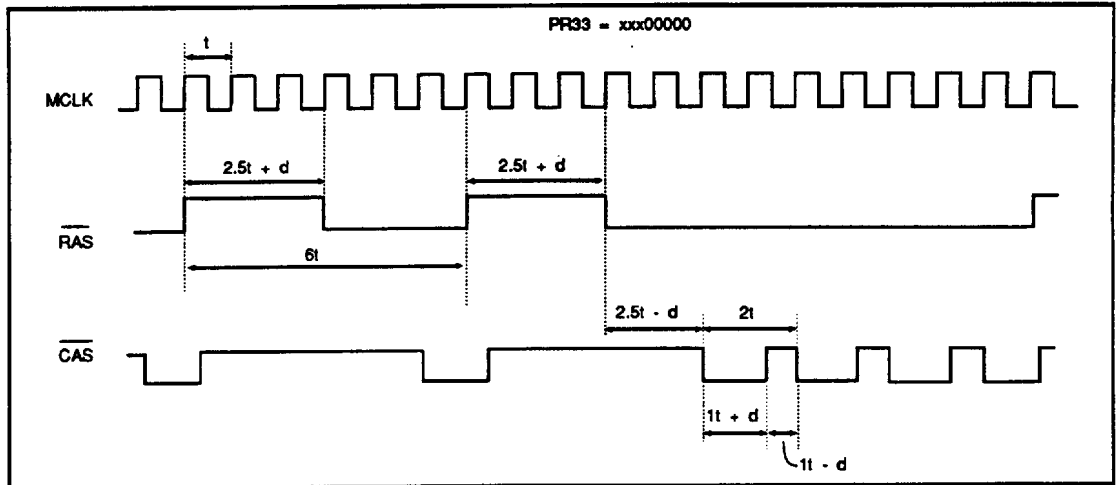 PR33 = xxx00000
t
MCLK
2.5t + d
2.5t + d
RAS
6t
2.5t - d
2t
CAS
1t + d
1t - d